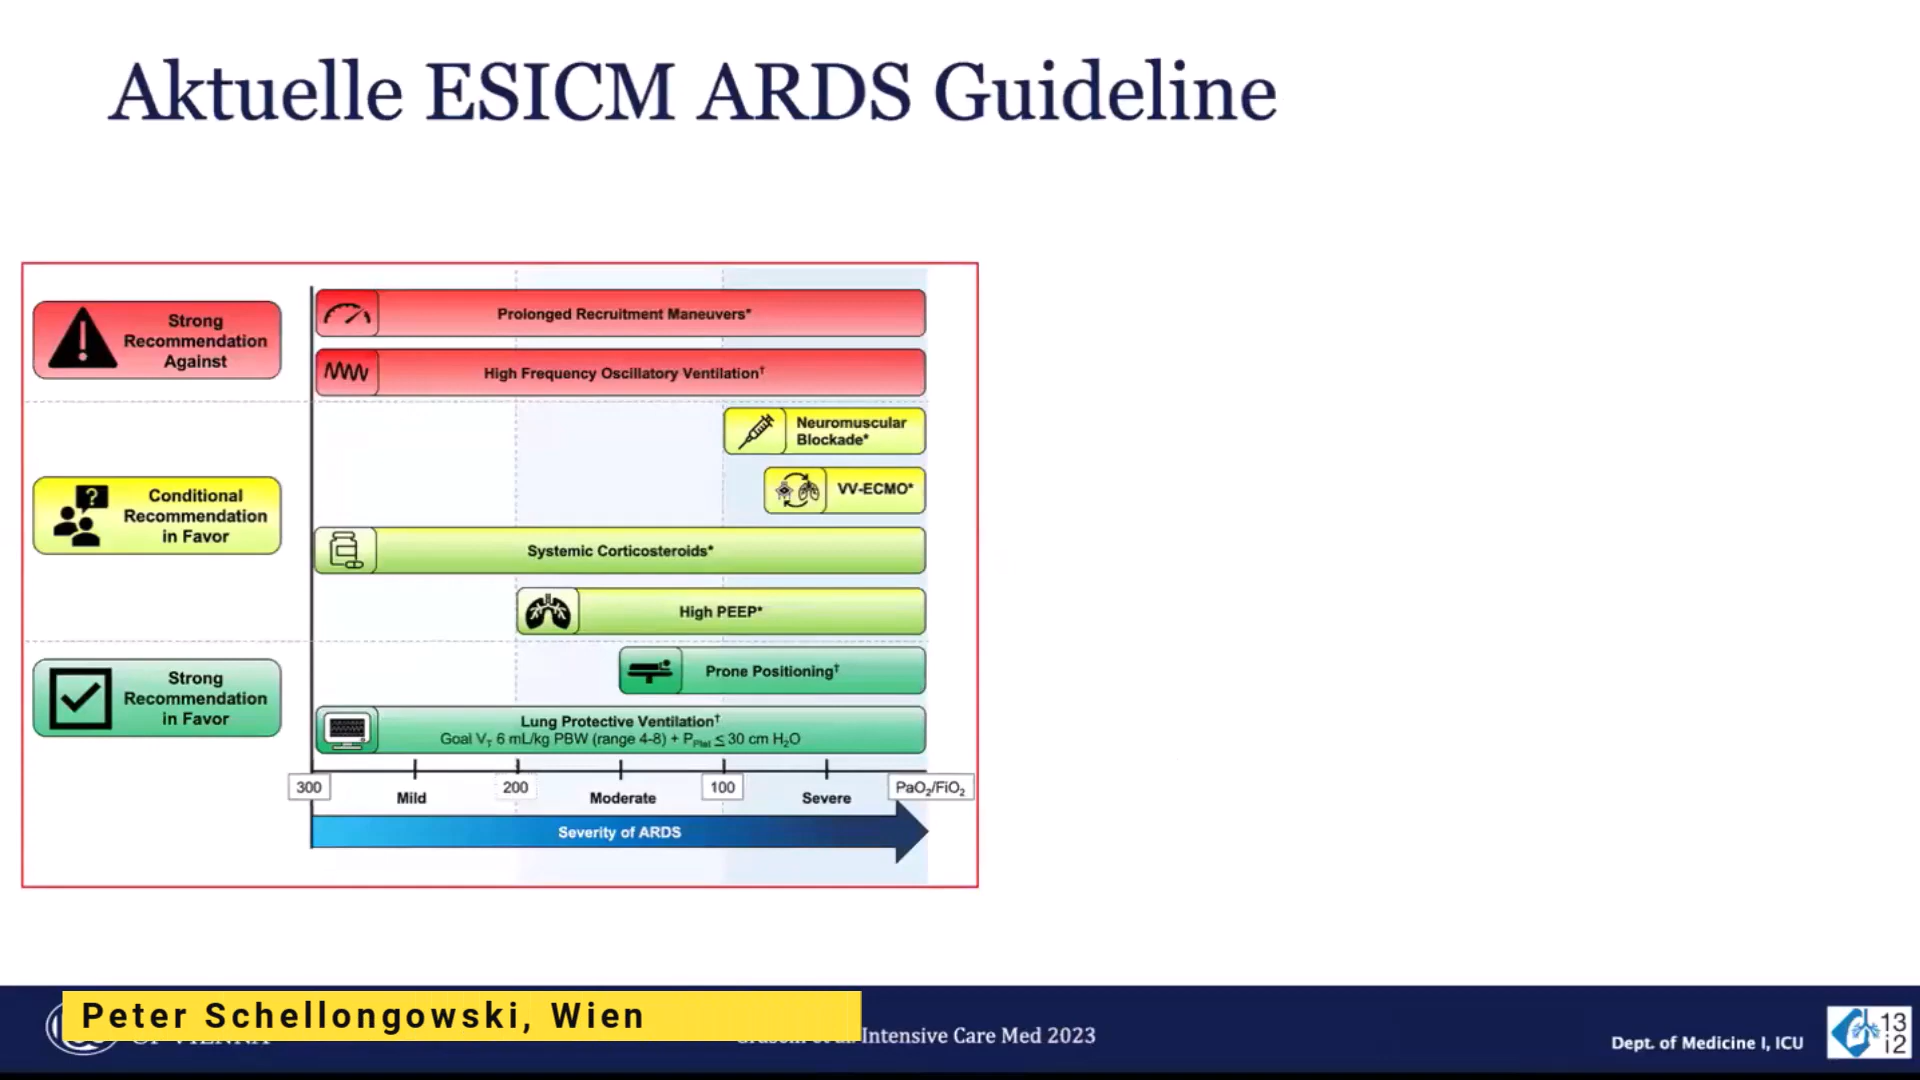 Aktuelle ESICM ARDS Guideline
Strong
Recommendation
Against
Prolonged Recruitment Maneuvers*
High Frequency Oscillatory Ventilation†
Conditional
Recommendation
in Favor
?
Neuromuscular
Blockade*
VV-ECMO*
Systemic Corticosteroids*
High PEEP*
Strong
Recommendation
in Favor
Prone Positioning†
Lung Protective Ventilation†
Goal V_T 6 mL/kg PBW (range 4-8) + P_Plat ≤ 30 cm H₂O
300
200
100
PaO₂/FiO₂
Mild
Moderate
Severe
Severity of ARDS
Peter Schellongowski, Wien
Intensive Care Med 2023
Dept. of Medicine I, ICU
13
i2